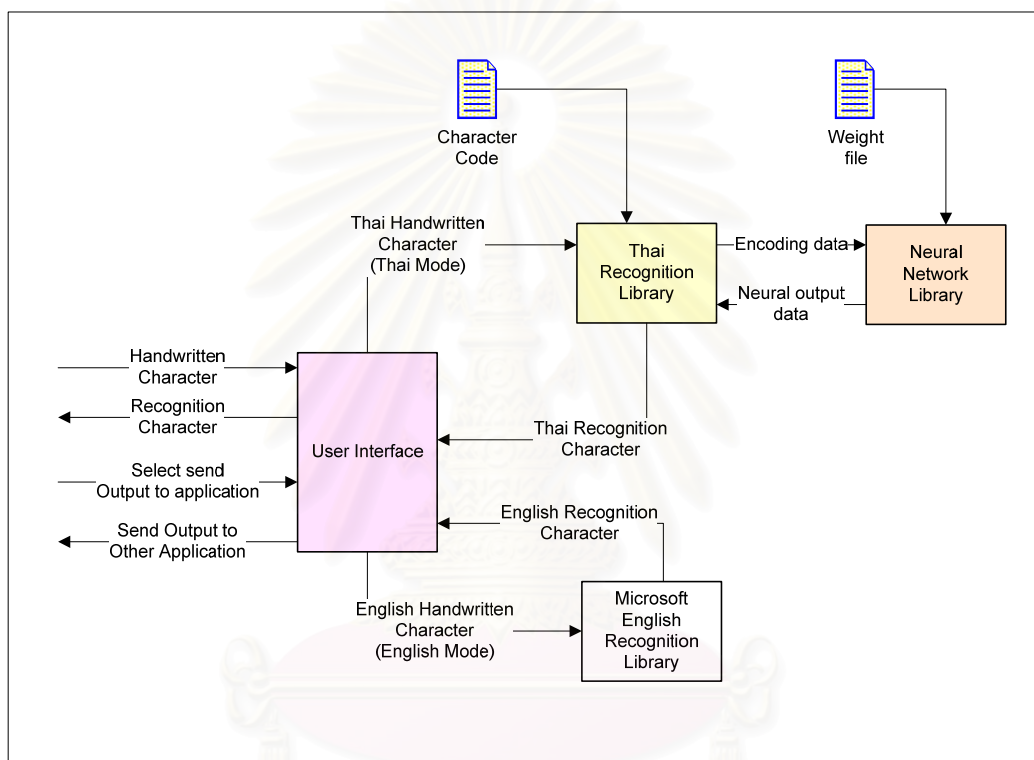 Character
Code
Weight
file
Thai Handwritten
Character
(Thai Mode)
Thai
Recognition
Library
Encoding data
Neural output
data
Neural
Network
Library
Handwritten
Character
Recognition
Character
Select send
Output to application
Send Output to
Other Application
User Interface
Thai Recognition
Character
English Recognition
Character
English Handwritten
Character
(English Mode)
Microsoft
English
Recognition
Library